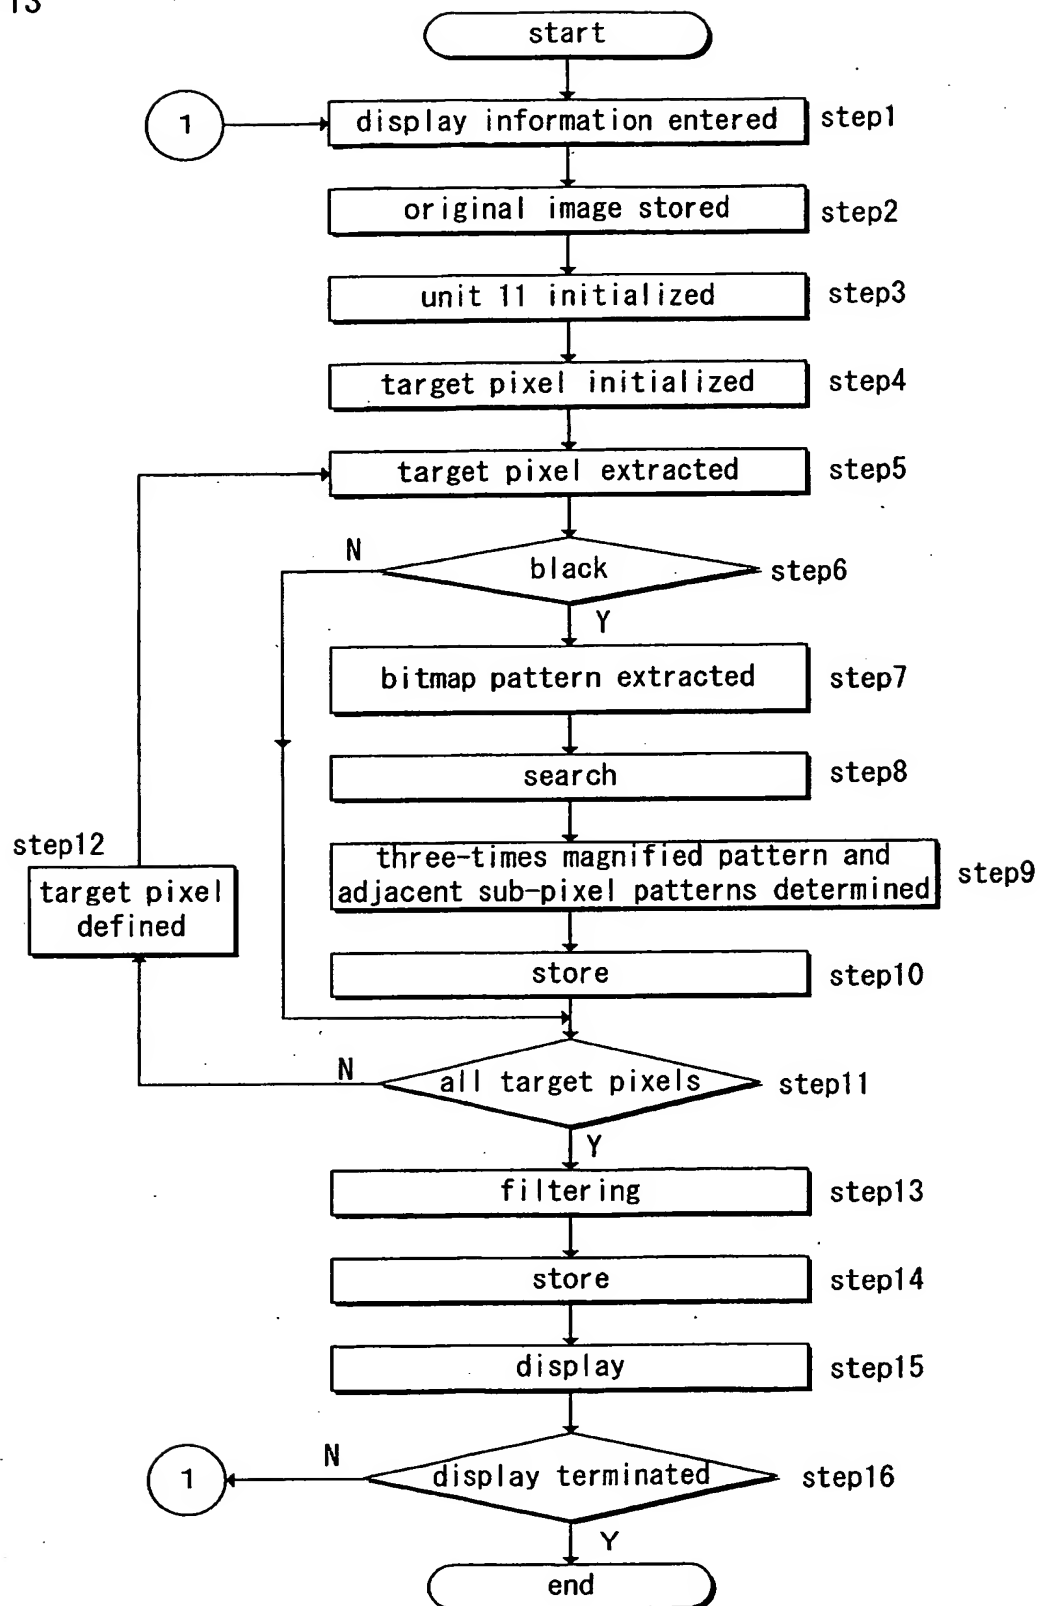 13
start
1
display information entered
step1
original image stored
step2
unit 11 initialized
step3
target pixel initialized
step4
target pixel extracted
step5
N
black
step6
Y
bitmap pattern extracted
step7
search
step8
step12
target pixel
defined
three-times magnified pattern and
adjacent sub-pixel patterns determined
step9
store
step10
N
all target pixels
step11
Y
filtering
step13
store
step14
display
step15
1
N
display terminated
step16
Y
end